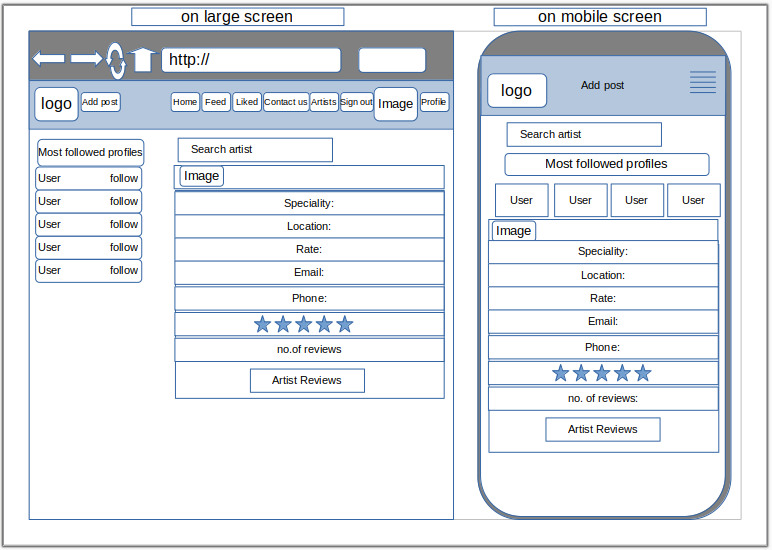 on large screen
http://
logo
Add post
Home
Feed
Liked
Contact us
Artists
Sign out
Image
Profile
Most followed profiles
User follow
User follow
User follow
User follow
User follow
Search artist
Image
Speciality:
Location:
Rate:
Email:
Phone:
no.of reviews
Artist Reviews
on mobile screen
logo
Add post
Search artist
Most followed profiles
User
User
User
User
Image
Speciality:
Location:
Rate:
Email:
Phone:
no. of reviews:
Artist Reviews